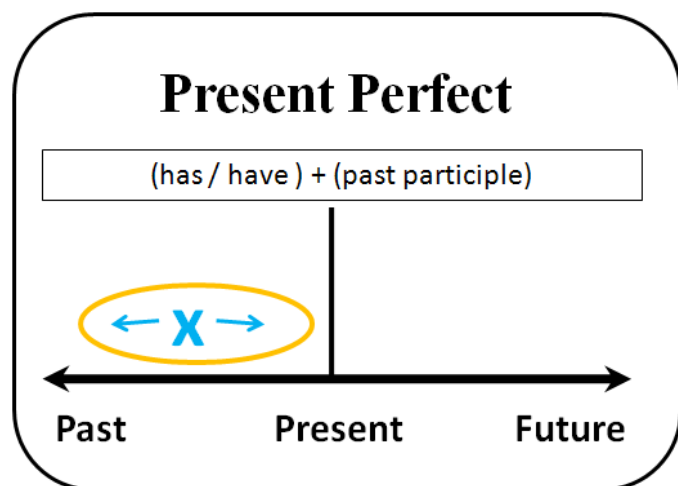 Present Perfect
(has / have ) + (past participle)
X
Past Present Future